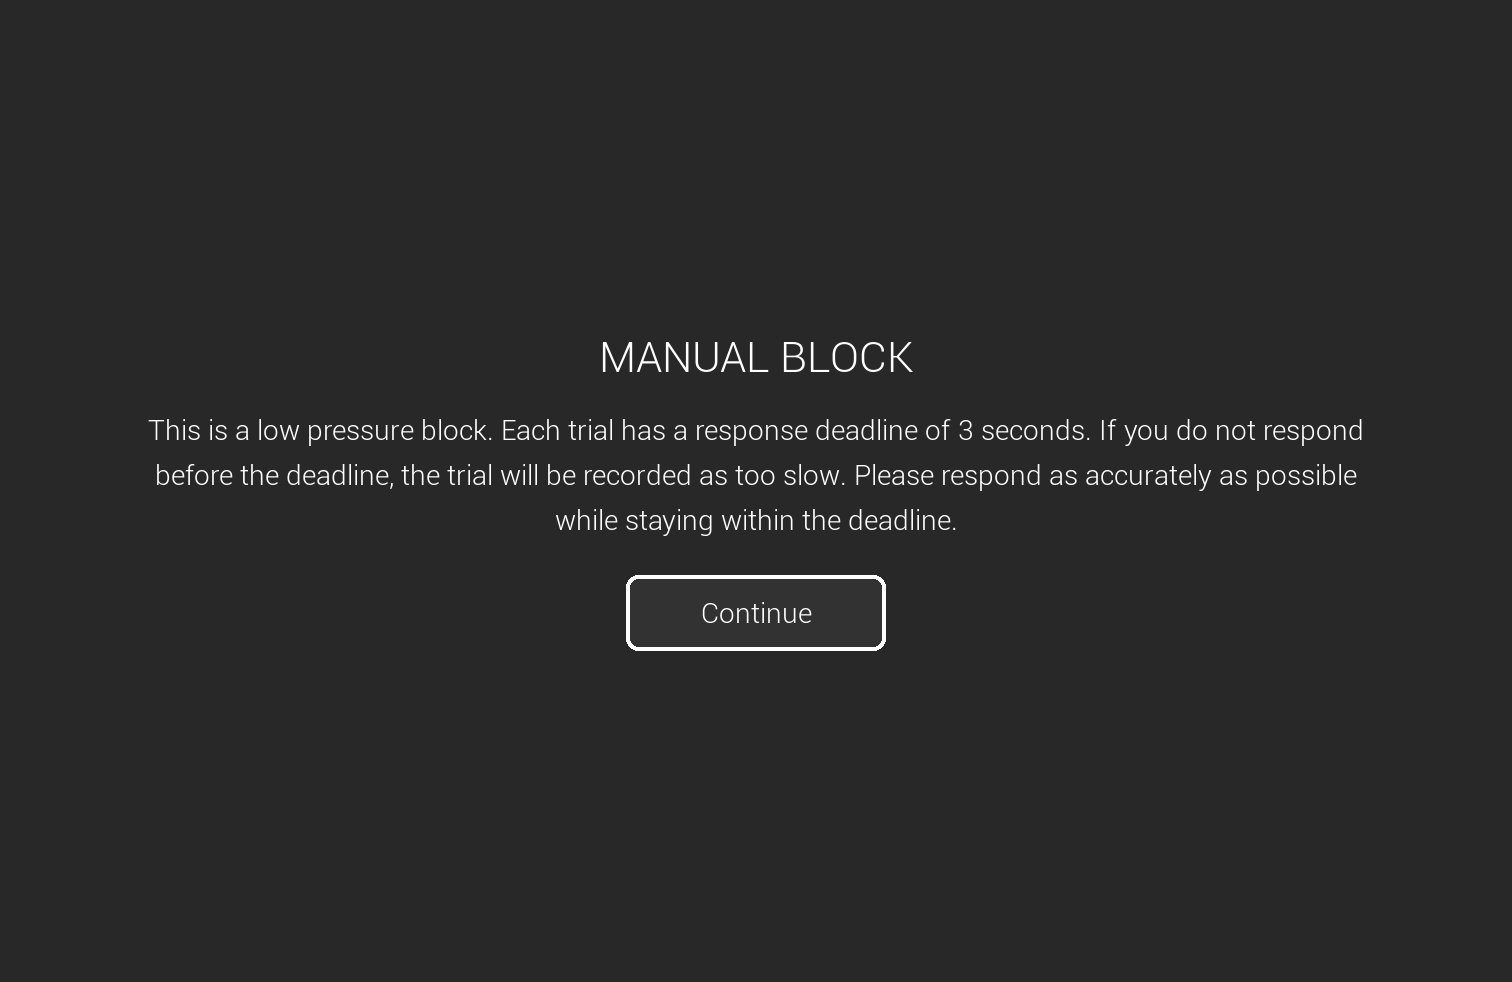 MANUAL BLOCK
This is a low pressure block. Each trial has a response deadline of 3 seconds. If you do not respond
before the deadline, the trial will be recorded as too slow. Please respond as accurately as possible
while staying within the deadline.
Continue